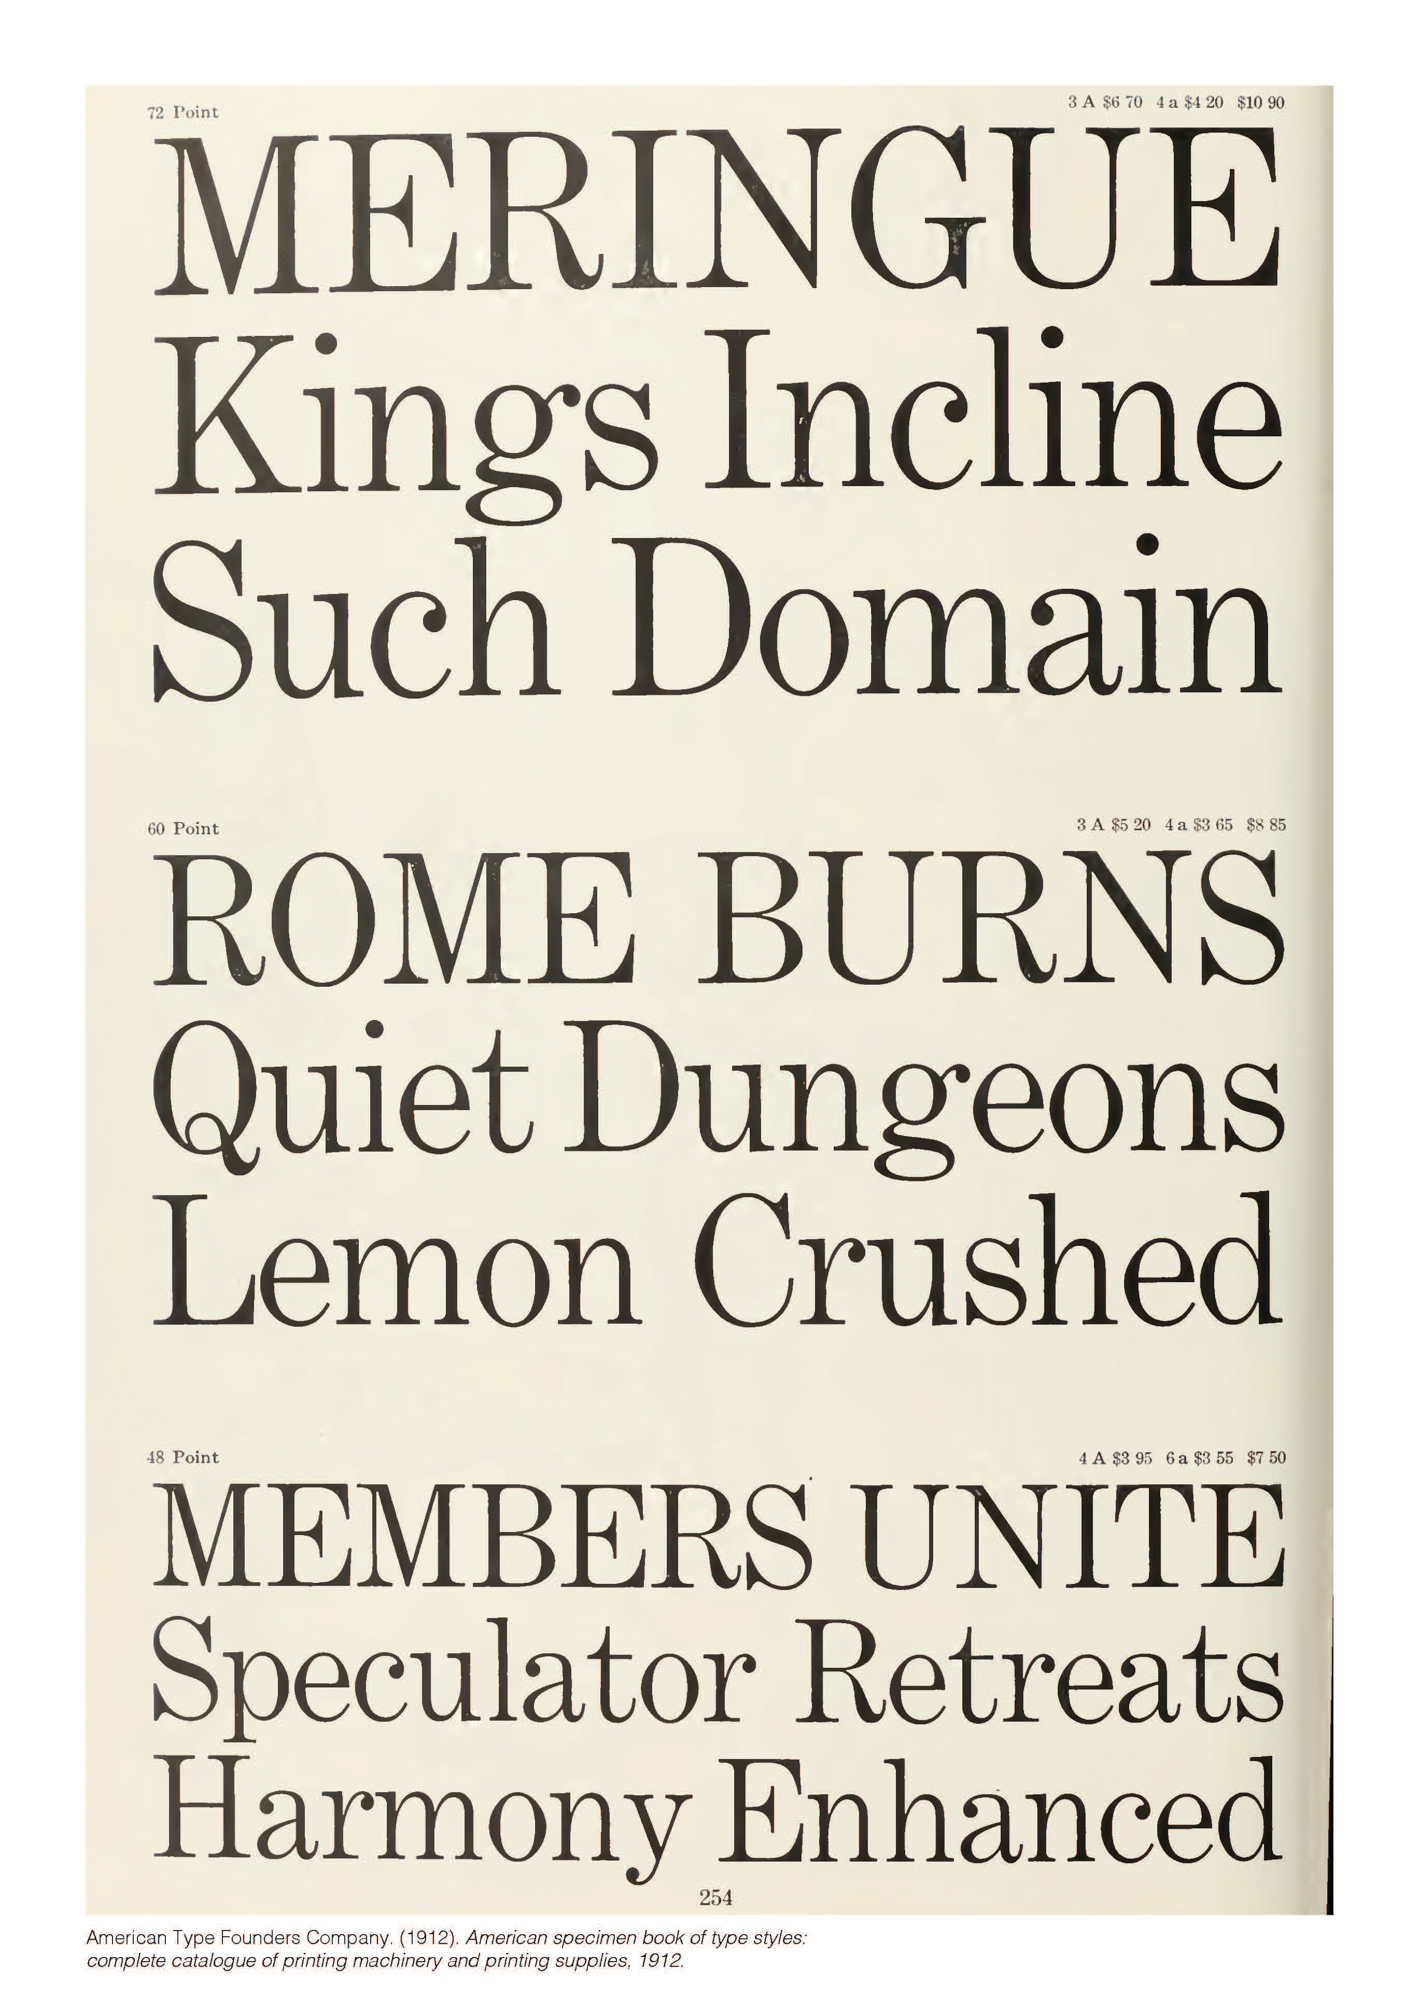 72 Point
3 A $6 70 4 a $4 20 $10 90
MERINGUE
Kings Incline
Such Domain
60 Point
3 A $5 20 4 a $3 65 $8 85
ROME BURNS
Quiet Dungeons
Lemon Crushed
48 Point
4 A $3 95 6 a $3 55 $7 50
MEMBERS UNITE
Speculator Retreats
Harmony Enhanced
254
American Type Founders Company. (1912). American specimen book of type styles:
complete catalogue of printing machinery and printing supplies, 1912.